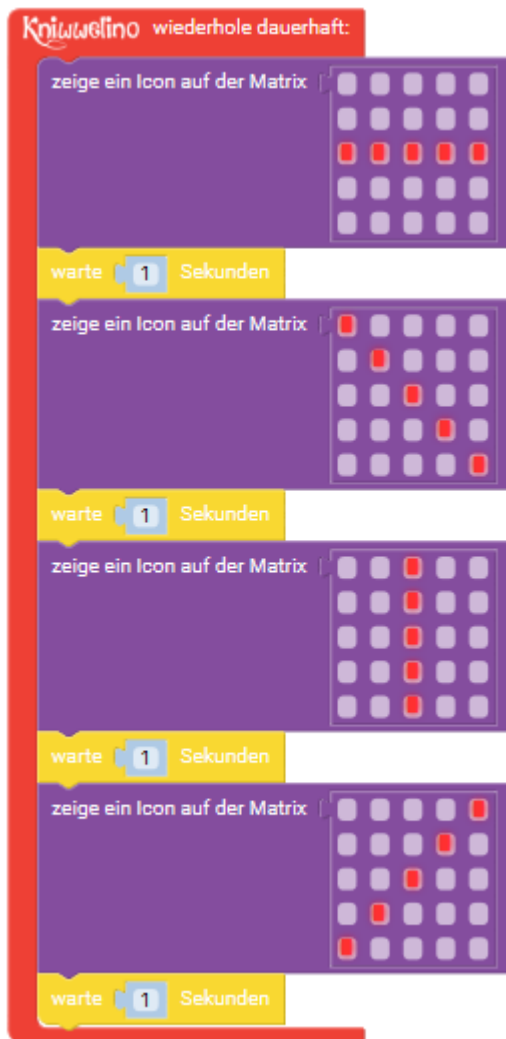 Kniwwelino wiederhole dauerhaft:
zeige ein Icon auf der Matrix
warte 1 Sekunden
zeige ein Icon auf der Matrix
warte 1 Sekunden
zeige ein Icon auf der Matrix
warte 1 Sekunden
zeige ein Icon auf der Matrix
warte 1 Sekunden